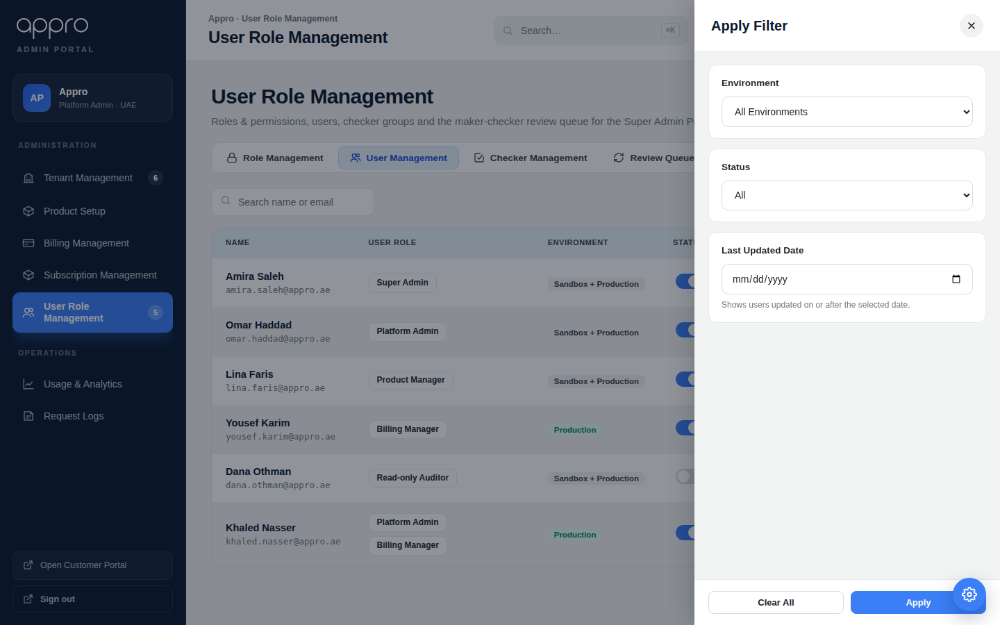 appro
ADMIN PORTAL
AP
Appro
Platform Admin · UAE
ADMINISTRATION
Tenant Management 6
Product Setup
Billing Management
Subscription Management
User Role
Management
5
OPERATIONS
Usage & Analytics
Request Logs
Open Customer Portal
Sign out
Appro · User Role Management
User Role Management
Search…
⌘K
User Role Management
Roles & permissions, users, checker groups and the maker-checker review queue for the Super Admin
Role Management
User Management
Checker Management
Review Queue
Search name or email
NAME USER ROLE ENVIRONMENT
Amira Saleh
amira.saleh@appro.ae
Super Admin
Sandbox + Production
Omar Haddad
omar.haddad@appro.ae
Platform Admin
Sandbox + Production
Lina Faris
lina.faris@appro.ae
Product Manager
Sandbox + Production
Yousef Karim
yousef.karim@appro.ae
Billing Manager
Production
Dana Othman
dana.othman@appro.ae
Read-only Auditor
Sandbox + Production
Khaled Nasser
khaled.nasser@appro.ae
Platform Admin
Billing Manager
Production
Apply Filter
Environment
All Environments
Status
All
Last Updated Date
mm/dd/yyyy
Shows users updated on or after the selected date.
Clear All
Apply